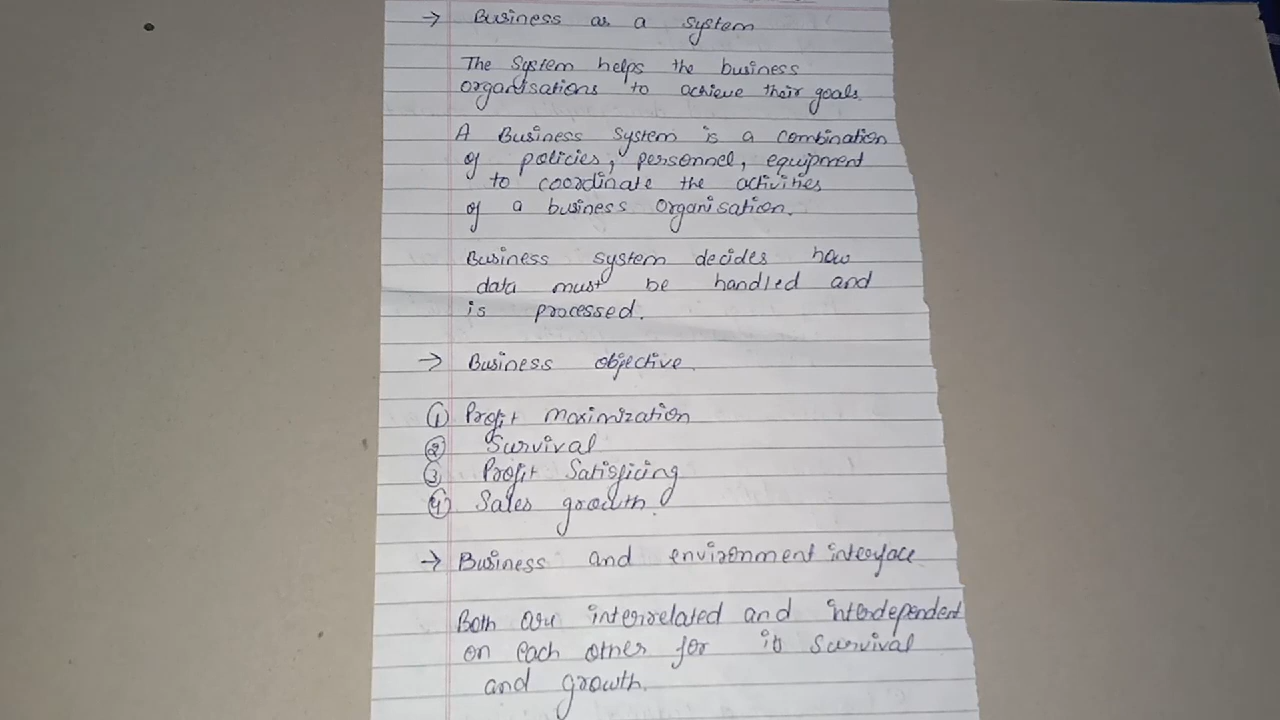 → Business as a system
The System helps the business
organisations to achieve their goals.
A Business System is a combination
of policies, personnel, equipment
to coordinate the activities
of a business organisation.
Business system decides how
data must be handled and
is processed.
→ Business objective.
① Profit maximization
② Survival
③ Profit Satisficing
④ Sales growth.
→ Business and environment interface
Both are interrelated and interdependent
on each other for its survival
and growth.